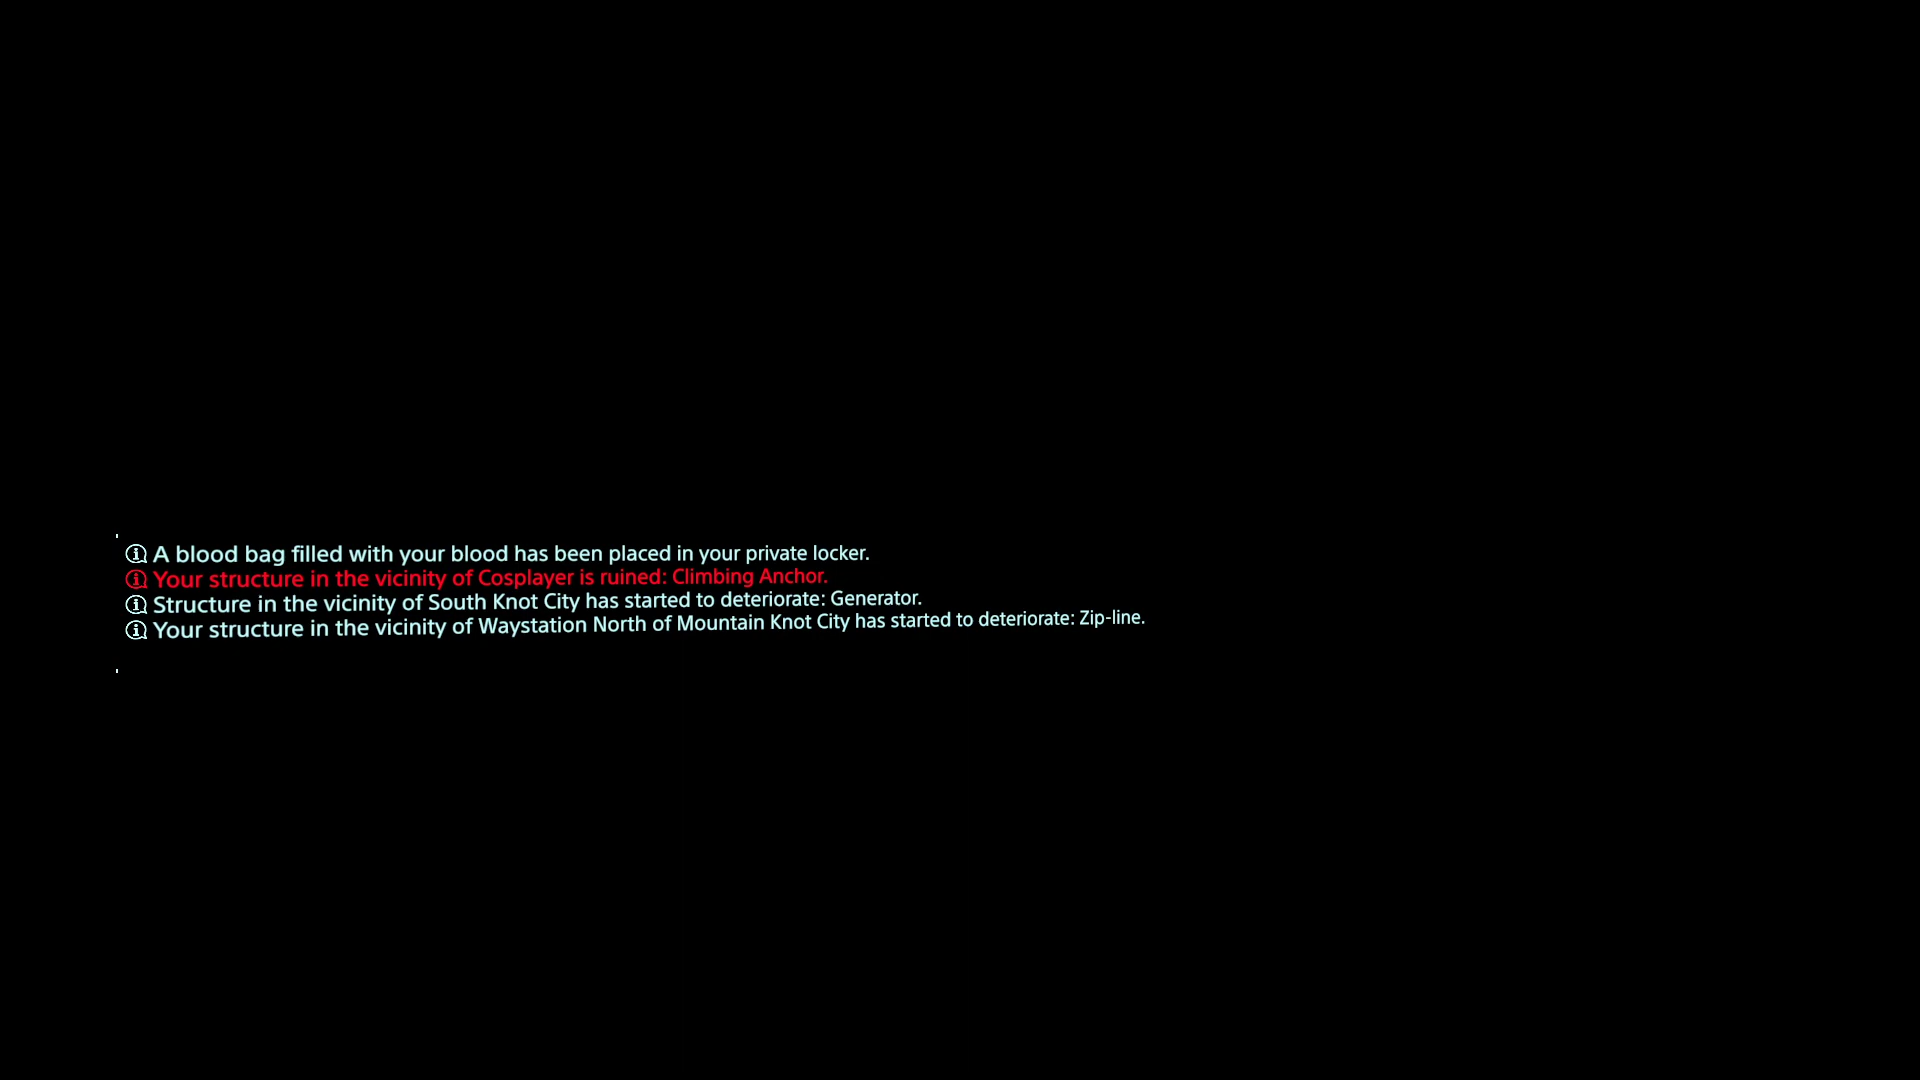 A blood bag filled with your blood has been placed in your private locker.
Your structure in the vicinity of Cosplayer is ruined: Climbing Anchor.
Structure in the vicinity of South Knot City has started to deteriorate: Generator.
Your structure in the vicinity of Waystation North of Mountain Knot City has started to deteriorate: Zip-line.